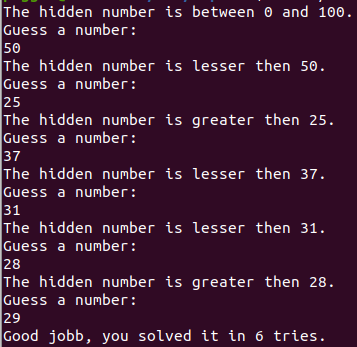 The hidden number is between 0 and 100.
Guess a number:
50
The hidden number is lesser then 50.
Guess a number:
25
The hidden number is greater then 25.
Guess a number:
37
The hidden number is lesser then 37.
Guess a number:
31
The hidden number is lesser then 31.
Guess a number:
28
The hidden number is greater then 28.
Guess a number:
29
Good jobb, you solved it in 6 tries.